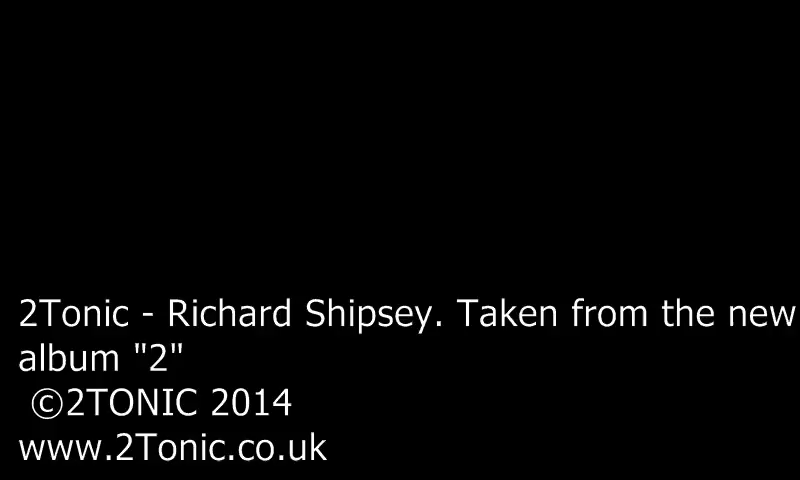 2Tonic - Richard Shipsey. Taken from the new
album "2"
©2TONIC 2014
www.2Tonic.co.uk